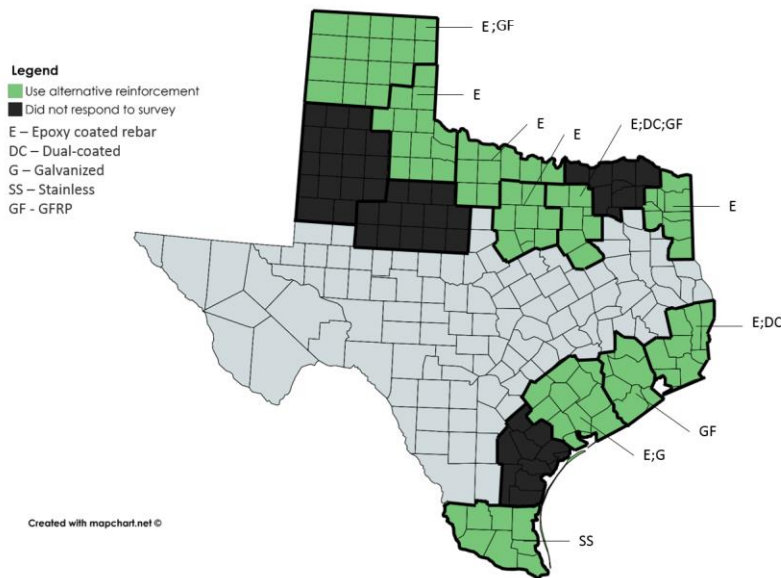 E;GF
Legend
Use alternative reinforcement
Did not respond to survey
E – Epoxy coated rebar
DC – Dual-coated
G – Galvanized
SS – Stainless
GF - GFRP
E
E
E
E;DC;GF
E
E;DC
GF
E;G
SS
Created with mapchart.net ©